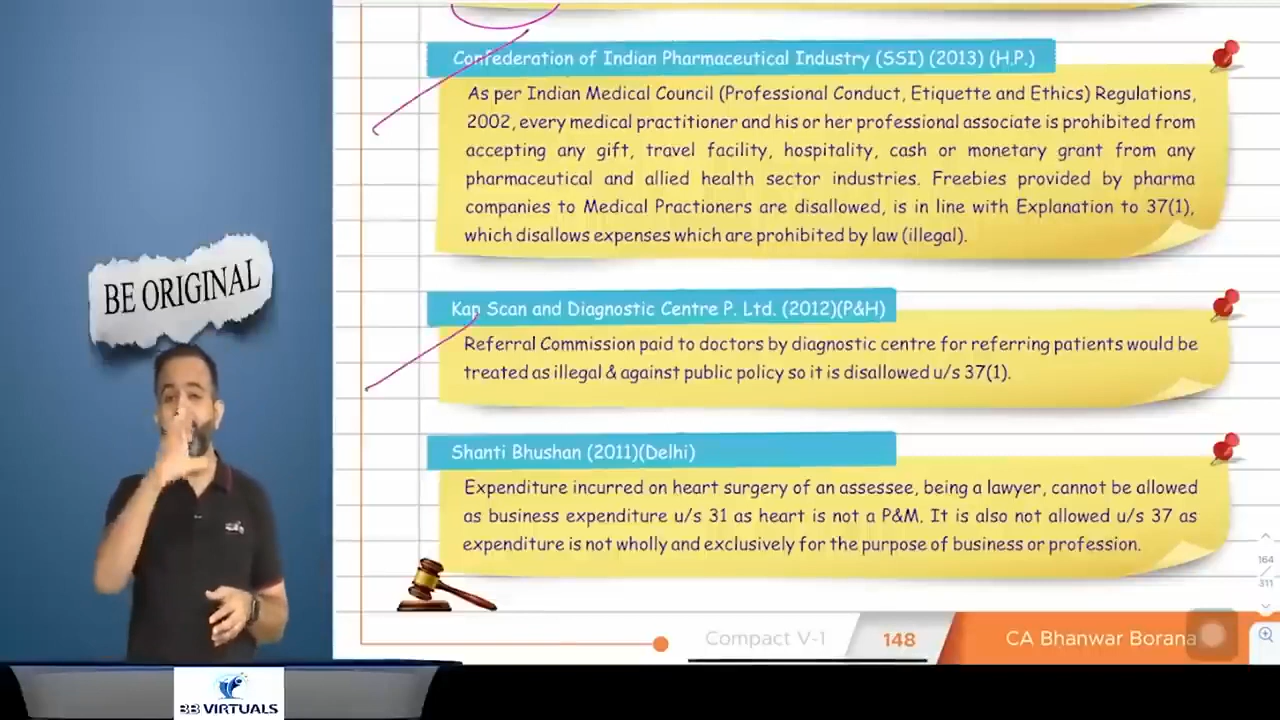 Confederation of Indian Pharmaceutical Industry (SSI) (2013) (H.P.)
As per Indian Medical Council (Professional Conduct, Etiquette and Ethics) Regulations,
2002, every medical practitioner and his or her professional associate is prohibited from
accepting any gift, travel facility, hospitality, cash or monetary grant from any
pharmaceutical and allied health sector industries. Freebies provided by pharma
companies to Medical Practioners are disallowed, is in line with Explanation to 37(1),
which disallows expenses which are prohibited by law (illegal).
BE ORIGINAL
Kap Scan and Diagnostic Centre P. Ltd. (2012)(P&H)
Referral Commission paid to doctors by diagnostic centre for referring patients would be
treated as illegal & against public policy so it is disallowed u/s 37(1).
Shanti Bhushan (2011)(Delhi)
Expenditure incurred on heart surgery of an assessee, being a lawyer, cannot be allowed
as business expenditure u/s 31 as heart is not a P&M. It is also not allowed u/s 37 as
expenditure is not wholly and exclusively for the purpose of business or profession.
164
/
311
Compact V-1
148
CA Bhanwar Borana
BB VIRTUALS